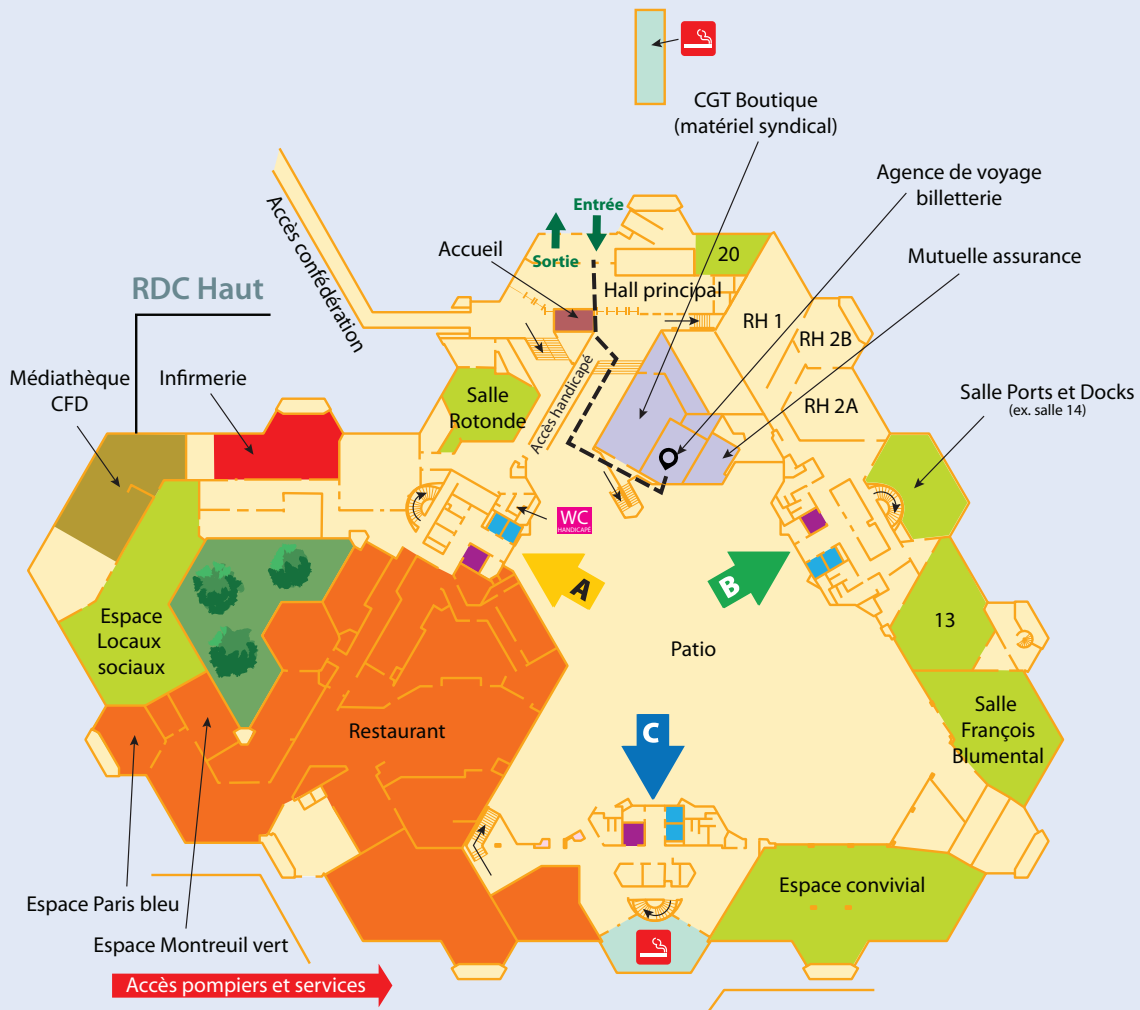 CGT Boutique
(matériel syndical)
Agence de voyage
billetterie
Accès confédération
Entrée
Sortie
Accueil
20
Mutuelle assurance
Hall principal
RDC Haut
RH 1
RH 2B
RH 2A
Médiathèque
CFD
Infirmerie
Salle
Rotonde
Accès handicapé
Salle Ports et Docks
(ex. salle 14)
WC
HANDICAPÉ
A
B
Espace
Locaux
sociaux
13
Patio
Restaurant
C
Salle
François
Blumental
Espace convivial
Espace Paris bleu
Espace Montreuil vert
Accès pompiers et services